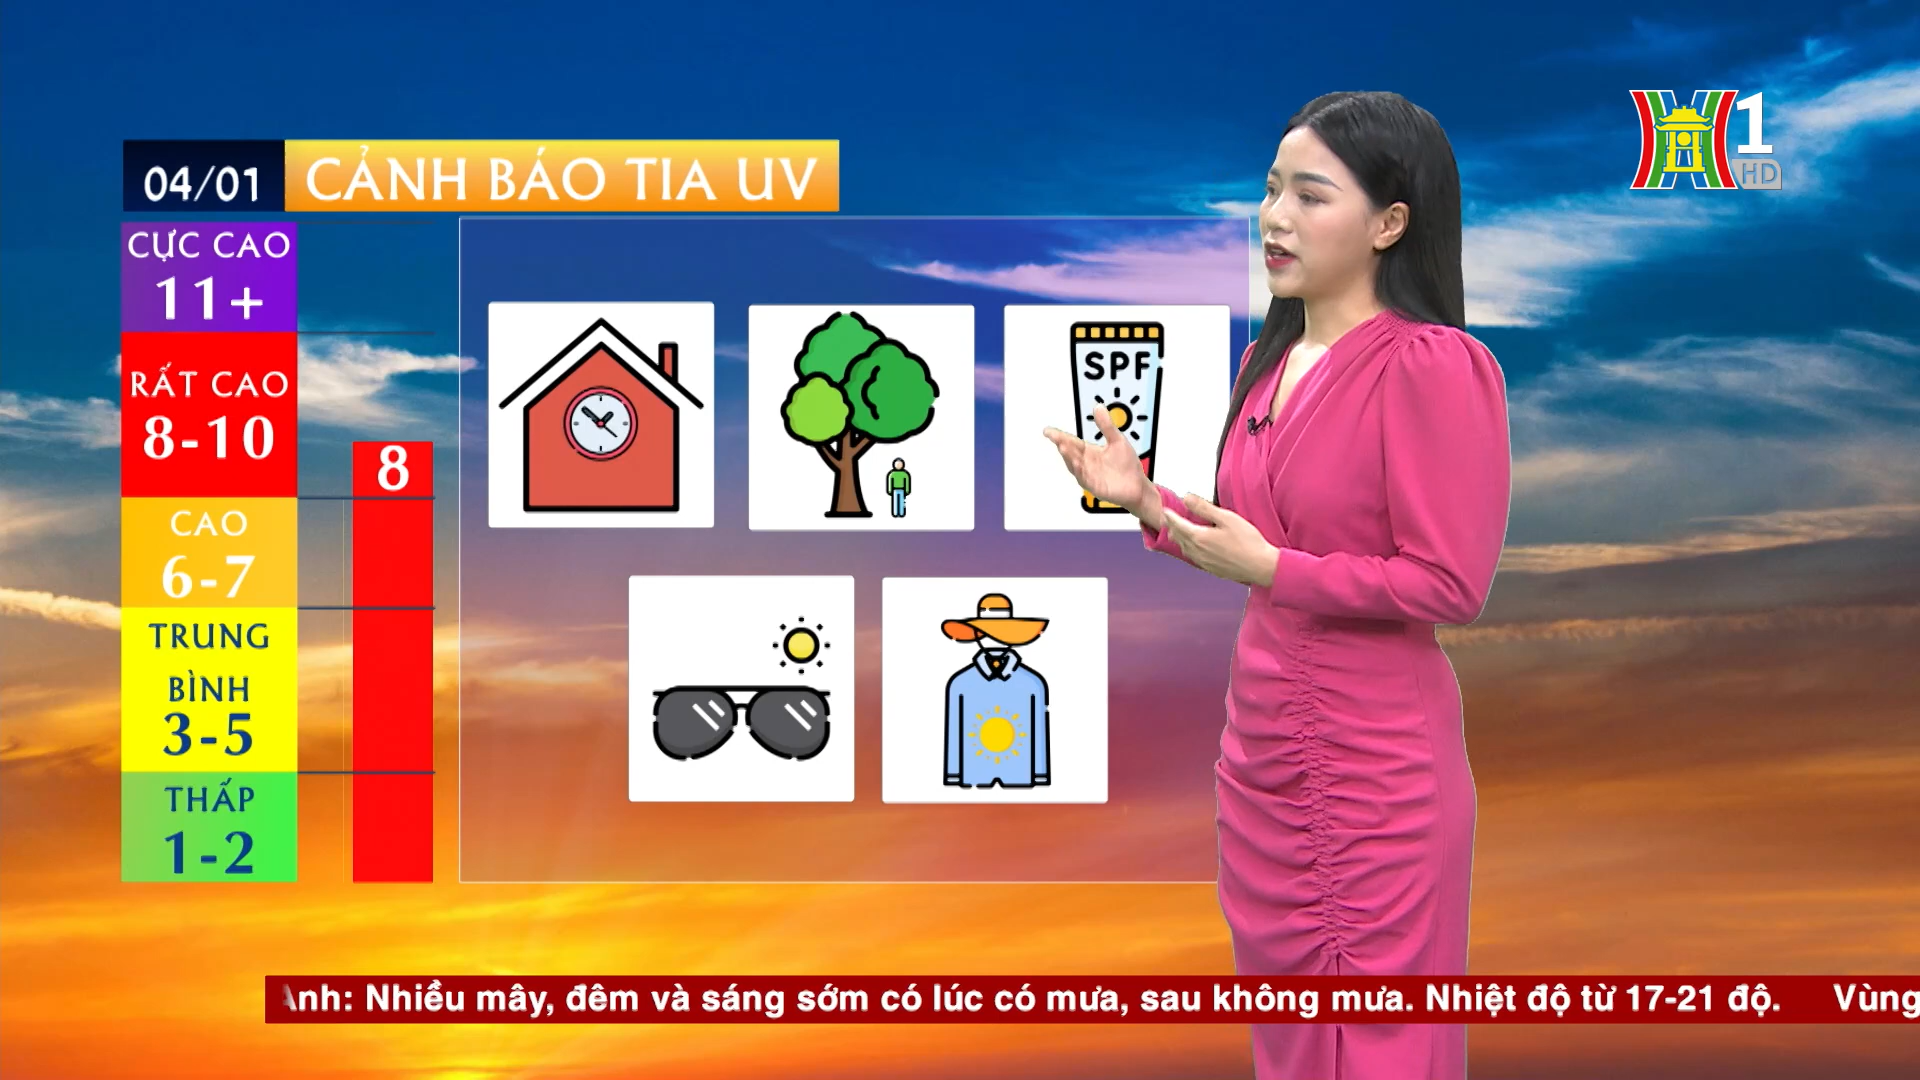 04/01
CẢNH BÁO TIA UV
CỰC CAO
11+
RẤT CAO
8-10
8
CAO
6-7
TRUNG
BÌNH
3-5
THẤP
1-2
SPF
1
HD
Anh: Nhiều mây, đêm và sáng sớm có lúc có mưa, sau không mưa. Nhiệt độ từ 17-21 độ. Vùng